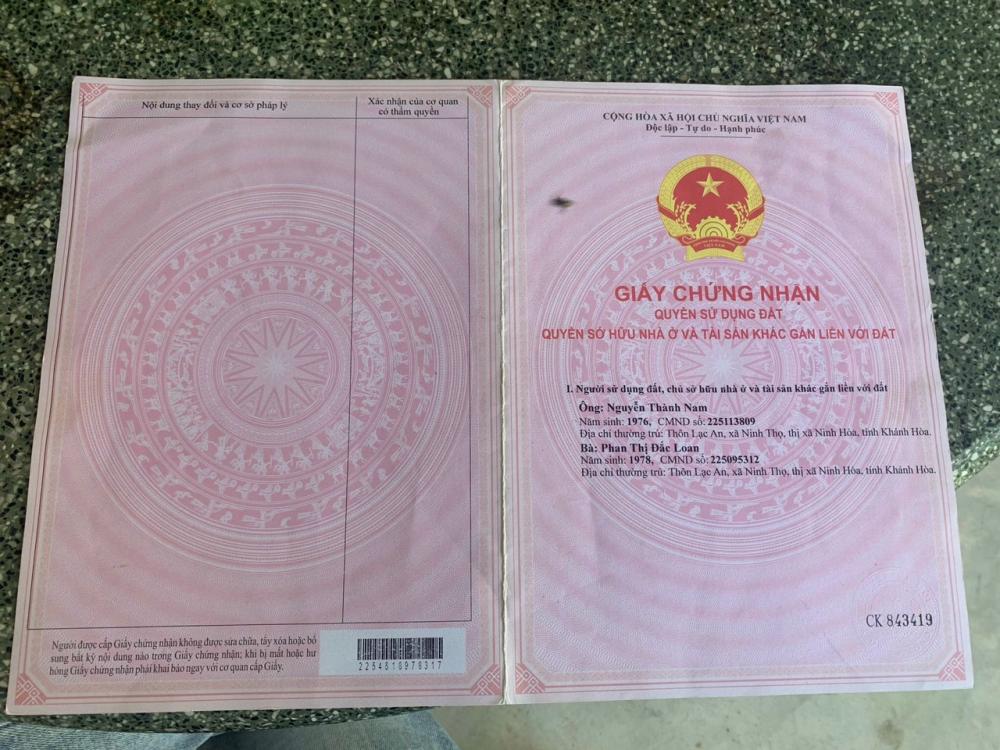 Nội dung thay đổi và cơ sở pháp lý
Xác nhận của cơ quan
có thẩm quyền
Người được cấp Giấy chứng nhận không được sửa chữa, tẩy xóa hoặc bổ
sung bất kỳ nội dung nào trong Giấy chứng nhận; khi bị mất hoặc hư
hỏng Giấy chứng nhận phải khai báo ngay với cơ quan cấp Giấy.
CỘNG HÒA XÃ HỘI CHỦ NGHĨA VIỆT NAM
Độc lập - Tự do - Hạnh phúc
VIỆT NAM
GIẤY CHỨNG NHẬN
QUYỀN SỬ DỤNG ĐẤT
QUYỀN SỞ HỮU NHÀ Ở VÀ TÀI SẢN KHÁC GẮN LIỀN VỚI ĐẤT
I. Người sử dụng đất, chủ sở hữu nhà ở và tài sản khác gắn liền với đất
Ông: Nguyễn Thành Nam
Năm sinh: 1976, CMND số: 225113809
Địa chỉ thường trú: Thôn Lạc An, xã Ninh Thọ, thị xã Ninh Hòa, tỉnh Khánh Hòa.
Bà: Phan Thị Đắc Loan
Năm sinh: 1978, CMND số: 225095312
Địa chỉ thường trú: Thôn Lạc An, xã Ninh Thọ, thị xã Ninh Hòa, tỉnh Khánh Hòa.
CK 843419